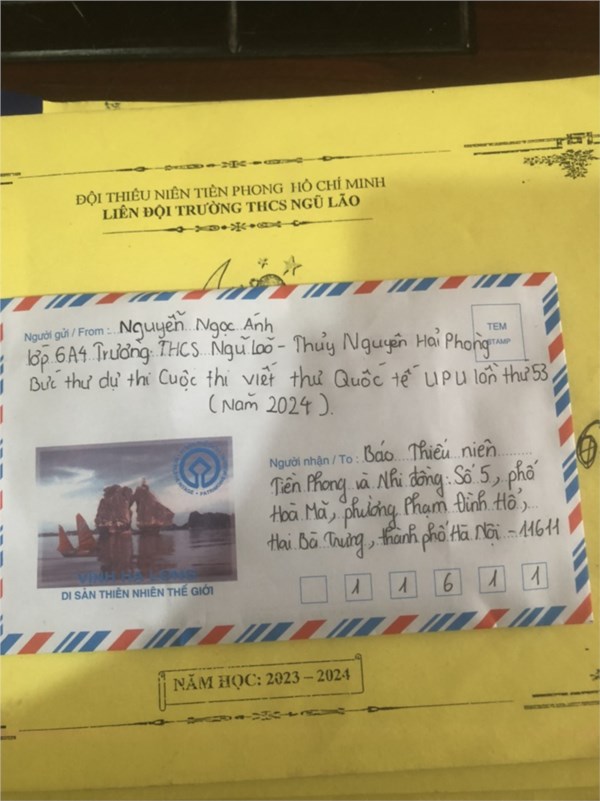 ĐỘI THIẾU NIÊN TIỀN PHONG HỒ CHÍ MINH
LIÊN ĐỘI TRƯỜNG THCS NGŨ LÃO
Người gửi / From: Nguyễn Ngọc Ánh
lớp 6A4 Trường: THCS Ngũ Lão - Thủy Nguyên Hải Phòng
Bức thư dự thi Cuộc thi viết thư Quốc tế UPU lần thứ 53
(Năm 2024).
TEM
STAMP
Người nhận / To: Báo Thiếu niên
Tiền Phong và Nhi đồng: Số 5, phố
Hoà Mã, phường Phạm Đình Hổ,
Hai Bà Trưng, thành phố Hà Nội - 11611
1 1 6 1 1
VỊNH HẠ LONG
DI SẢN THIÊN NHIÊN THẾ GIỚI
NĂM HỌC: 2023 – 2024